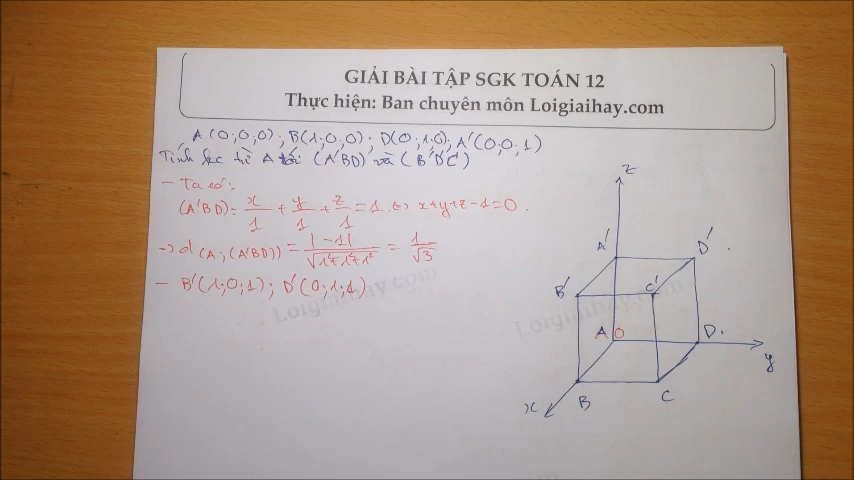 GIẢI BÀI TẬP SGK TOÁN 12
Thực hiện: Ban chuyên môn Loigiaihay.com
A(0;0;0); B(1;0;0); D(0;1;0); A'(0;0;1)
Tính k/c từ A tới (A'BD) và (B'D'C)
- Ta có:
(A'BD): x/1 + y/1 + z/1 = 1 ⇔ x+y+z-1=0.
→ d(A;(A'BD)) = |-1|/√(1²+1²+1²) = 1/√3
- B'(1;0;1); D'(0;1;1)
Loigiaihay.com
Loigiaihay.com
z
A'
D'
B'
C'
A O
D
y
x
B
C